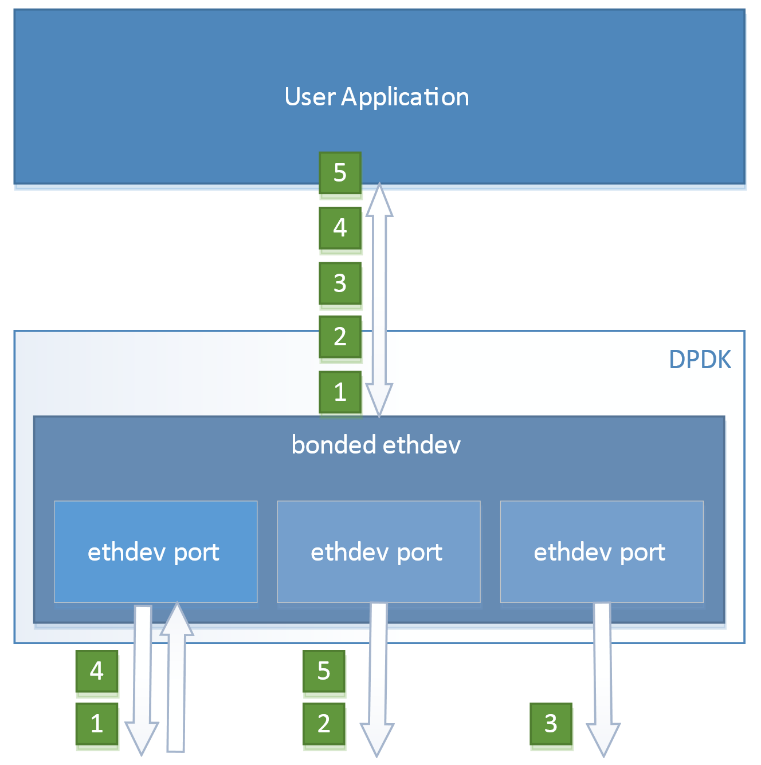 User Application
5
4
3
2
1
DPDK
bonded ethdev
ethdev port
ethdev port
ethdev port
4
1
5
2
3